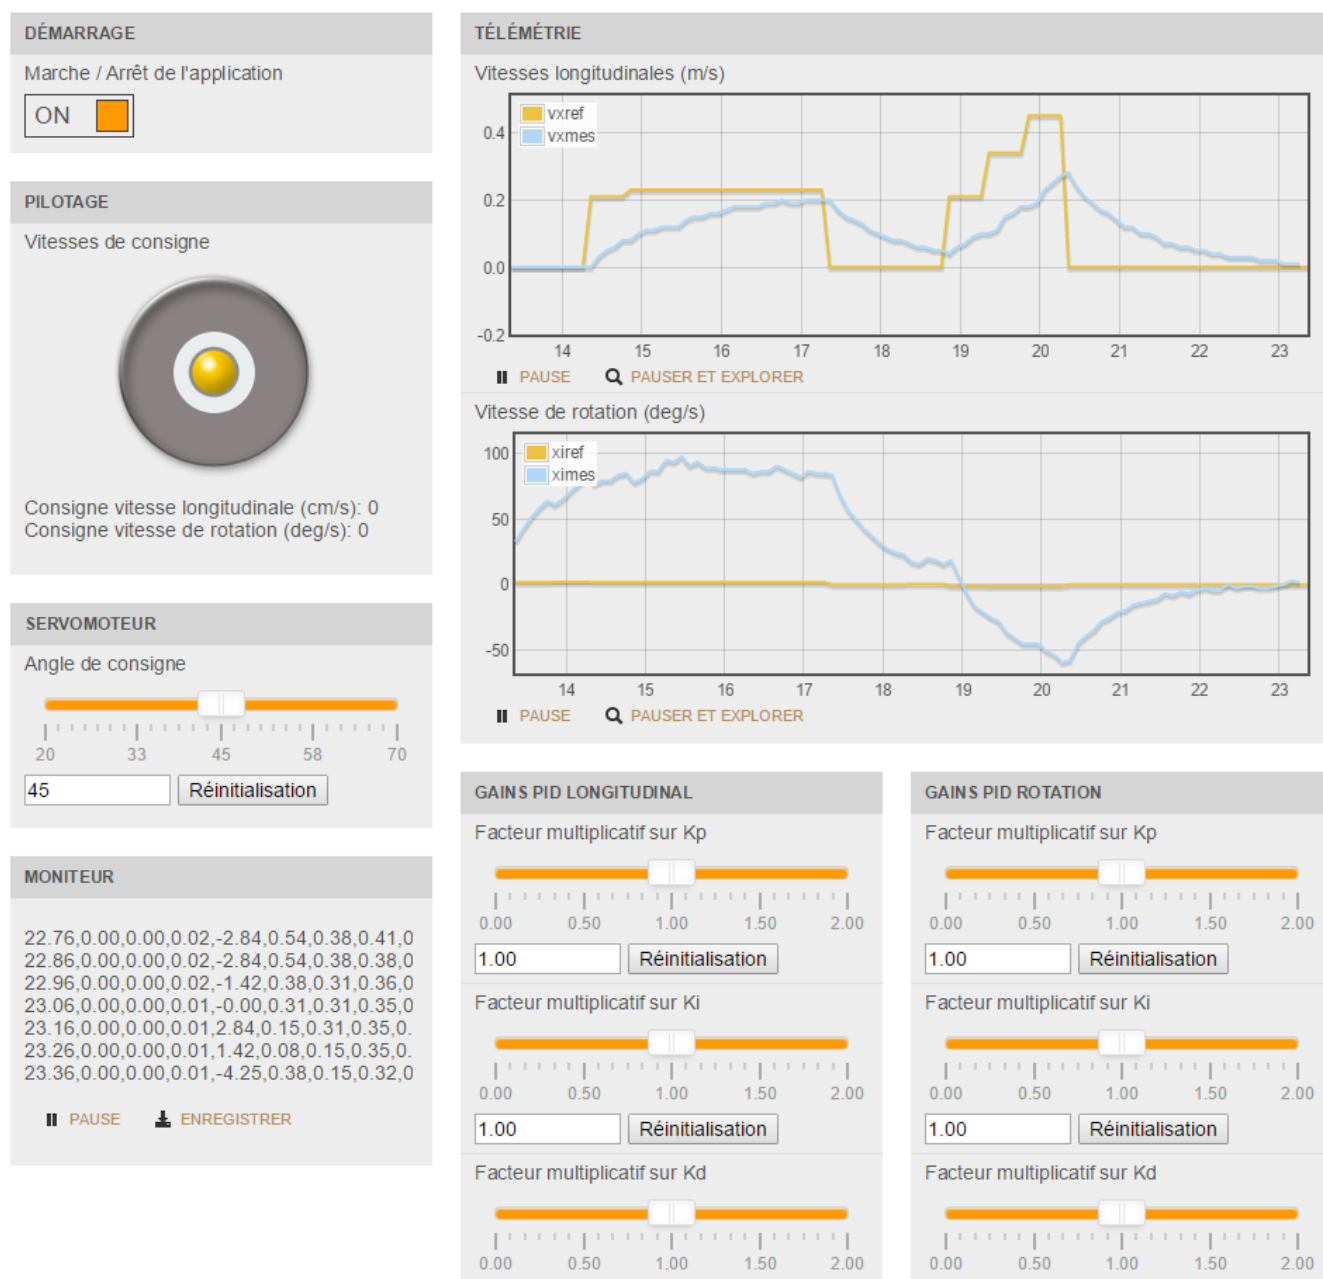 DÉMARRAGE
Marche / Arrêt de l'application
ON
PILOTAGE
Vitesses de consigne
Consigne vitesse longitudinale (cm/s): 0
Consigne vitesse de rotation (deg/s): 0
SERVOMOTEUR
Angle de consigne
20 33 45 58 70
45 Réinitialisation
MONITEUR
22.76,0.00,0.00,0.02,-2.84,0.54,0.38,0.41,0
22.86,0.00,0.00,0.02,-2.84,0.54,0.38,0.38,0
22.96,0.00,0.00,0.02,-1.42,0.38,0.31,0.36,0
23.06,0.00,0.00,0.01,-0.00,0.31,0.31,0.35,0
23.16,0.00,0.00,0.01,2.84,0.15,0.31,0.35,0.
23.26,0.00,0.00,0.01,1.42,0.08,0.15,0.35,0.
23.36,0.00,0.00,0.01,-4.25,0.38,0.15,0.32,0
PAUSE ENREGISTRER
TÉLÉMÉTRIE
Vitesses longitudinales (m/s)
vxref
vxmes
0.4
0.2
0.0
-0.2
14 15 16 17 18 19 20 21 22 23
PAUSE PAUSER ET EXPLORER
Vitesse de rotation (deg/s)
xiref
ximes
100
50
0
-50
14 15 16 17 18 19 20 21 22 23
PAUSE PAUSER ET EXPLORER
GAINS PID LONGITUDINAL
Facteur multiplicatif sur Kp
0.00 0.50 1.00 1.50 2.00
1.00 Réinitialisation
Facteur multiplicatif sur Ki
0.00 0.50 1.00 1.50 2.00
1.00 Réinitialisation
Facteur multiplicatif sur Kd
0.00 0.50 1.00 1.50 2.00
GAINS PID ROTATION
Facteur multiplicatif sur Kp
0.00 0.50 1.00 1.50 2.00
1.00 Réinitialisation
Facteur multiplicatif sur Ki
0.00 0.50 1.00 1.50 2.00
1.00 Réinitialisation
Facteur multiplicatif sur Kd
0.00 0.50 1.00 1.50 2.00